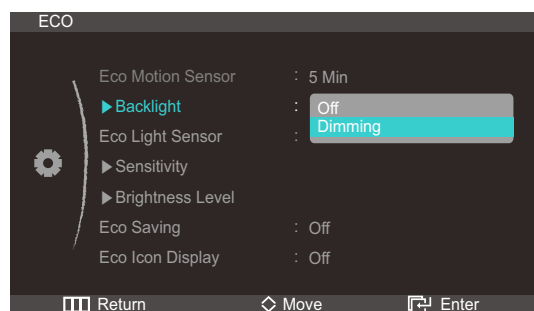 ECO
Eco Motion Sensor : 5 Min
▶Backlight : Off
Dimming
Eco Light Sensor :
▶Sensitivity
▶Brightness Level
Eco Saving : Off
Eco Icon Display : Off
Return Move Enter